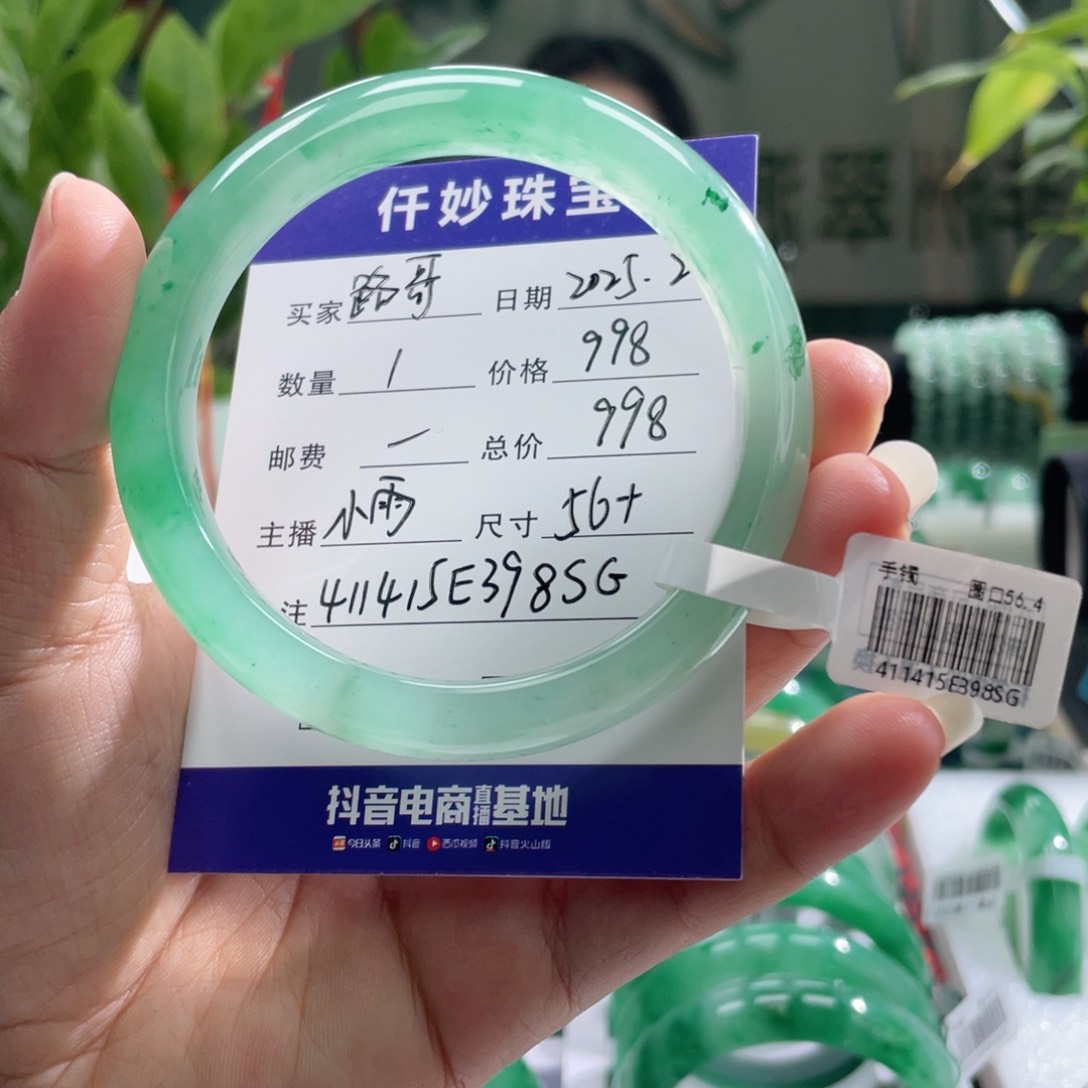 仟妙珠宝
买家 路哥 日期 2025.2
数量 1 价格 998
邮费 — 总价 998
主播 小雨 尺寸 56+
注 411415E398SG
抖音电商直播基地
今日头条 抖音 西瓜视频 抖音火山版
手镯 圈口56.4
411415E398SG
翠